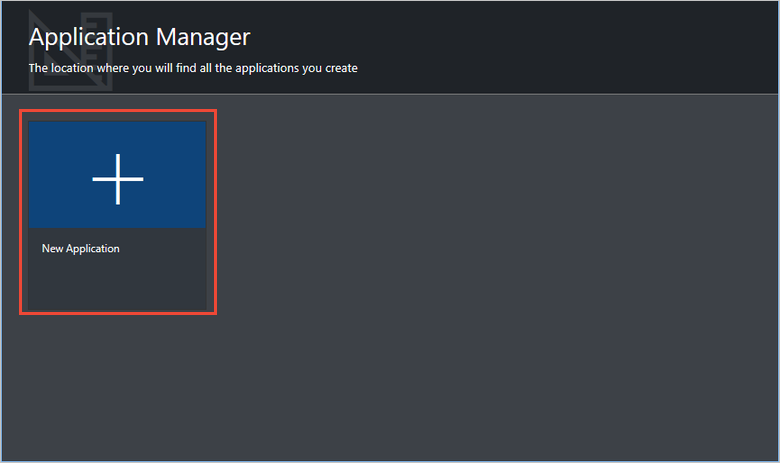 Application Manager
The location where you will find all the applications you create
New Application